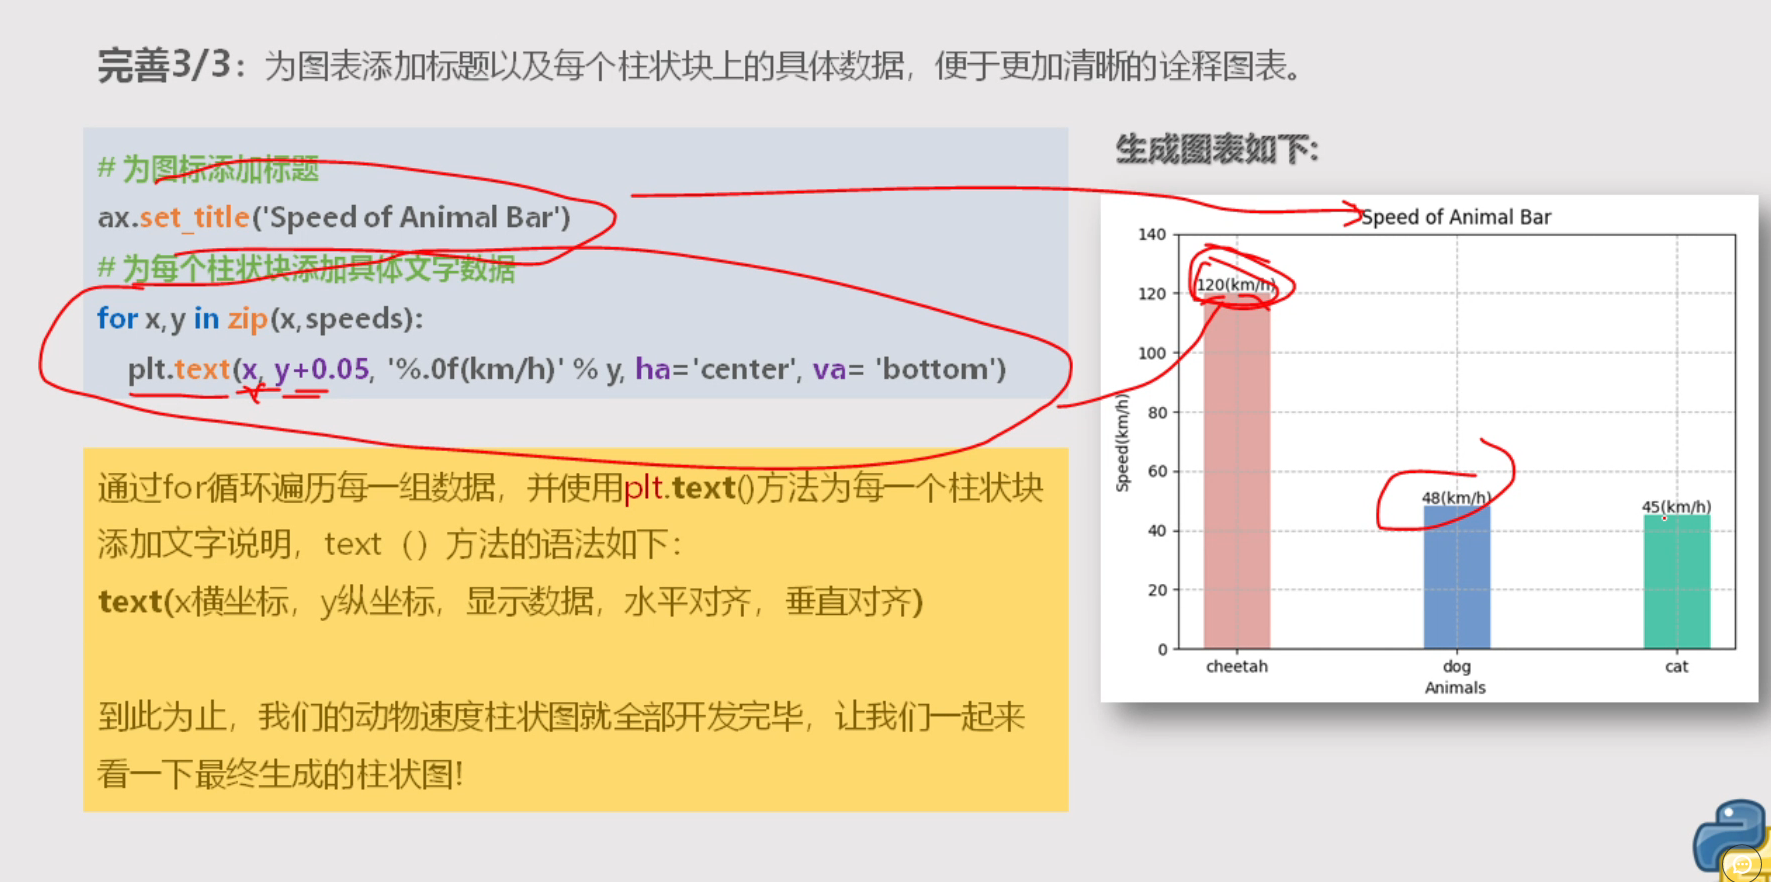 完善3/3：为图表添加标题以及每个柱状块上的具体数据，便于更加清晰的诠释图表。
# 为图标添加标题
ax.set_title('Speed of Animal Bar')
# 为每个柱状块添加具体文字数据
for x,y in zip(x,speeds):
plt.text(x, y+0.05, '%.0f(km/h)' % y, ha='center', va= 'bottom')
通过for循环遍历每一组数据，并使用plt.text()方法为每一个柱状块
添加文字说明，text（）方法的语法如下：
text(x横坐标，y纵坐标，显示数据，水平对齐，垂直对齐)
到此为止，我们的动物速度柱状图就全部开发完毕，让我们一起来
看一下最终生成的柱状图!
生成图表如下:
Speed of Animal Bar
140
120
100
80
60
40
20
0
Speed(km/h)
120(km/h)
48(km/h)
45(km/h)
cheetah
dog
cat
Animals